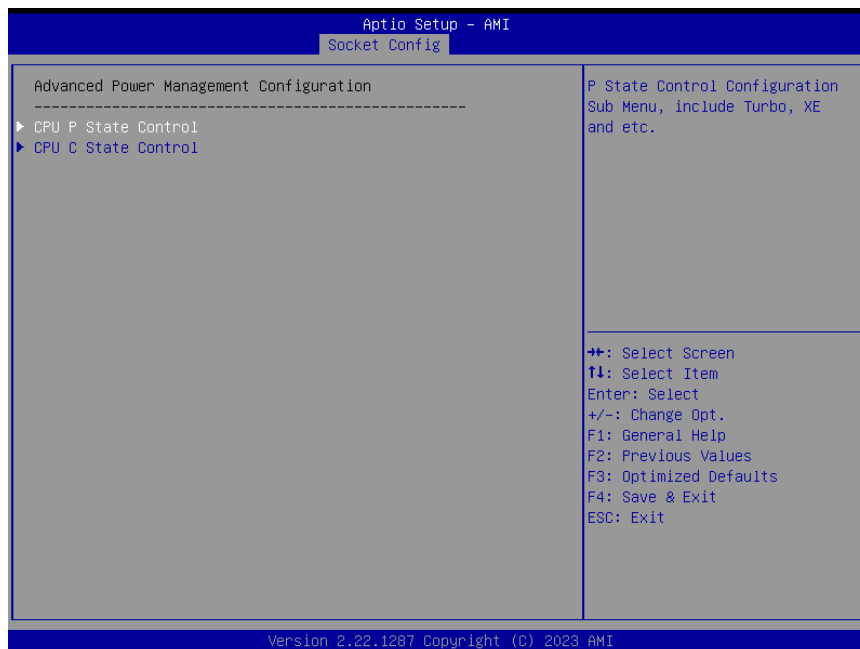 Aptio Setup – AMI
Socket Config
Advanced Power Management Configuration
--------------------------------------------------
CPU P State Control
CPU C State Control
P State Control Configuration
Sub Menu, include Turbo, XE
and etc.
→←: Select Screen
↑↓: Select Item
Enter: Select
+/-: Change Opt.
F1: General Help
F2: Previous Values
F3: Optimized Defaults
F4: Save & Exit
ESC: Exit
Version 2.22.1287 Copyright (C) 2023 AMI